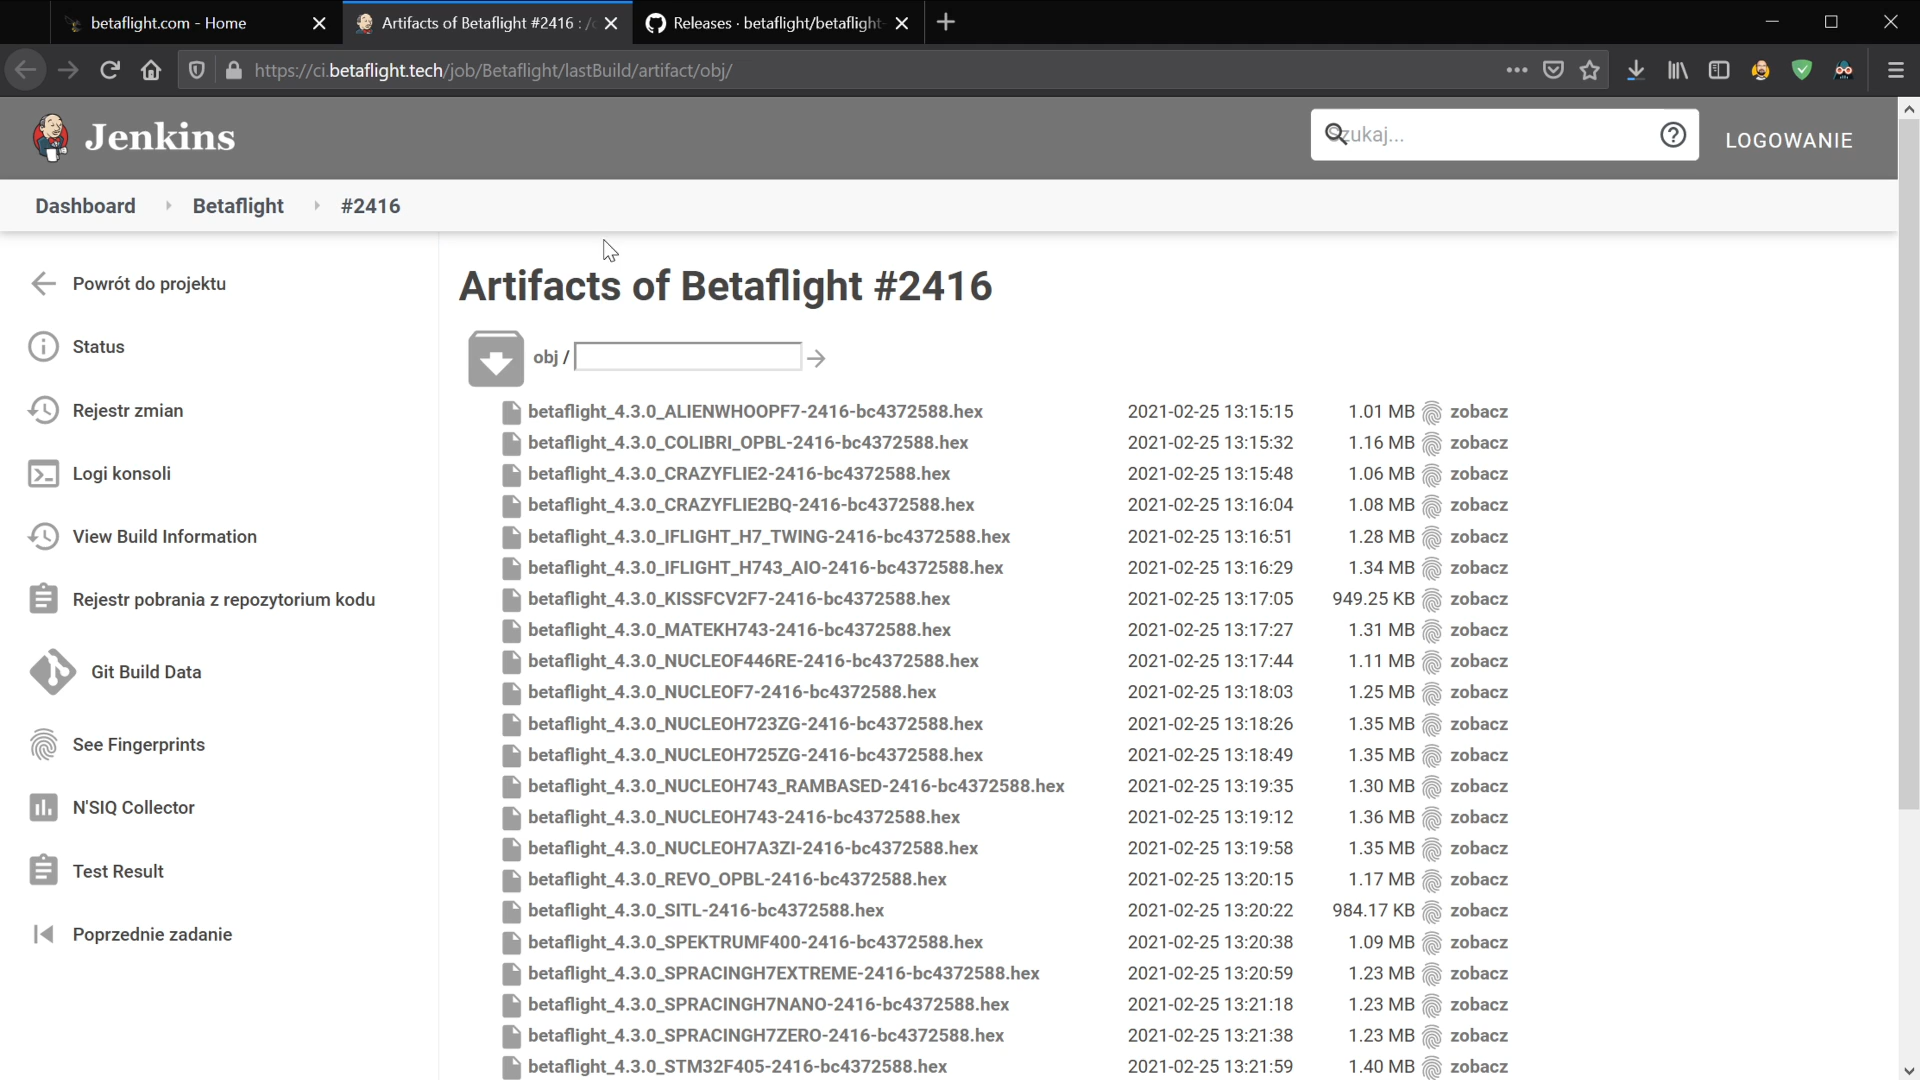 betaflight.com - Home
Artifacts of Betaflight #2416 : /
Releases · betaflight/betaflight
https://ci.betaflight.tech/job/Betaflight/lastBuild/artifact/obj/
Jenkins
Szukaj...
LOGOWANIE
Dashboard
Betaflight
#2416
Powrót do projektu
Status
Rejestr zmian
Logi konsoli
View Build Information
Rejestr pobrania z repozytorium kodu
Git Build Data
See Fingerprints
N'SIQ Collector
Test Result
Poprzednie zadanie
Artifacts of Betaflight #2416
obj /
betaflight_4.3.0_ALIENWHOOPF7-2416-bc4372588.hex 2021-02-25 13:15:15 1.01 MB zobacz
betaflight_4.3.0_COLIBRI_OPBL-2416-bc4372588.hex 2021-02-25 13:15:32 1.16 MB zobacz
betaflight_4.3.0_CRAZYFLIE2-2416-bc4372588.hex 2021-02-25 13:15:48 1.06 MB zobacz
betaflight_4.3.0_CRAZYFLIE2BQ-2416-bc4372588.hex 2021-02-25 13:16:04 1.08 MB zobacz
betaflight_4.3.0_IFLIGHT_H7_TWING-2416-bc4372588.hex 2021-02-25 13:16:51 1.28 MB zobacz
betaflight_4.3.0_IFLIGHT_H743_AIO-2416-bc4372588.hex 2021-02-25 13:16:29 1.34 MB zobacz
betaflight_4.3.0_KISSFCV2F7-2416-bc4372588.hex 2021-02-25 13:17:05 949.25 KB zobacz
betaflight_4.3.0_MATEKH743-2416-bc4372588.hex 2021-02-25 13:17:27 1.31 MB zobacz
betaflight_4.3.0_NUCLEOF446RE-2416-bc4372588.hex 2021-02-25 13:17:44 1.11 MB zobacz
betaflight_4.3.0_NUCLEOF7-2416-bc4372588.hex 2021-02-25 13:18:03 1.25 MB zobacz
betaflight_4.3.0_NUCLEOH723ZG-2416-bc4372588.hex 2021-02-25 13:18:26 1.35 MB zobacz
betaflight_4.3.0_NUCLEOH725ZG-2416-bc4372588.hex 2021-02-25 13:18:49 1.35 MB zobacz
betaflight_4.3.0_NUCLEOH743_RAMBASED-2416-bc4372588.hex 2021-02-25 13:19:35 1.30 MB zobacz
betaflight_4.3.0_NUCLEOH743-2416-bc4372588.hex 2021-02-25 13:19:12 1.36 MB zobacz
betaflight_4.3.0_NUCLEOH7A3ZI-2416-bc4372588.hex 2021-02-25 13:19:58 1.35 MB zobacz
betaflight_4.3.0_REVO_OPBL-2416-bc4372588.hex 2021-02-25 13:20:15 1.17 MB zobacz
betaflight_4.3.0_SITL-2416-bc4372588.hex 2021-02-25 13:20:22 984.17 KB zobacz
betaflight_4.3.0_SPEKTRUMF400-2416-bc4372588.hex 2021-02-25 13:20:38 1.09 MB zobacz
betaflight_4.3.0_SPRACINGH7EXTREME-2416-bc4372588.hex 2021-02-25 13:20:59 1.23 MB zobacz
betaflight_4.3.0_SPRACINGH7NANO-2416-bc4372588.hex 2021-02-25 13:21:18 1.23 MB zobacz
betaflight_4.3.0_SPRACINGH7ZERO-2416-bc4372588.hex 2021-02-25 13:21:38 1.23 MB zobacz
betaflight_4.3.0_STM32F405-2416-bc4372588.hex 2021-02-25 13:21:59 1.40 MB zobacz